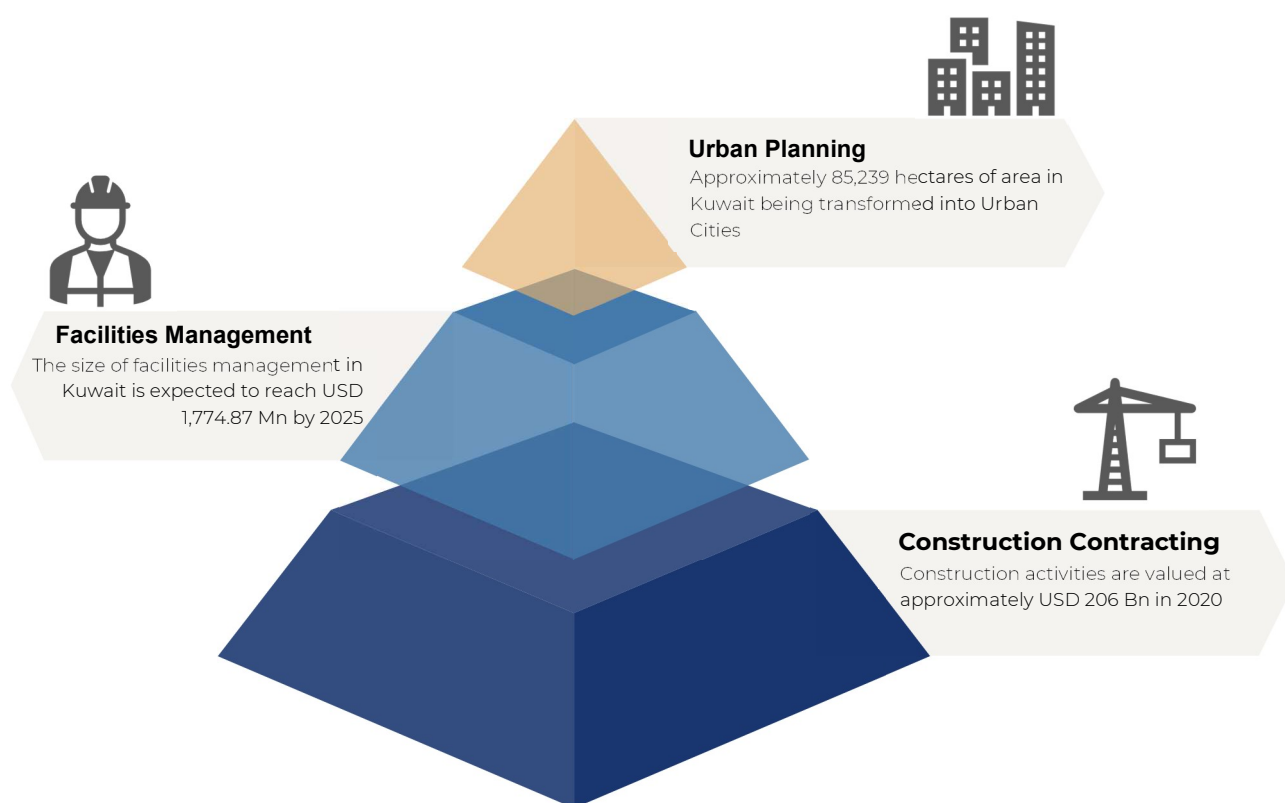 Urban Planning
Approximately 85,239 hectares of area in
Kuwait being transformed into Urban
Cities
Facilities Management
The size of facilities management in
Kuwait is expected to reach USD
1,774.87 Mn by 2025
Construction Contracting
Construction activities are valued at
approximately USD 206 Bn in 2020